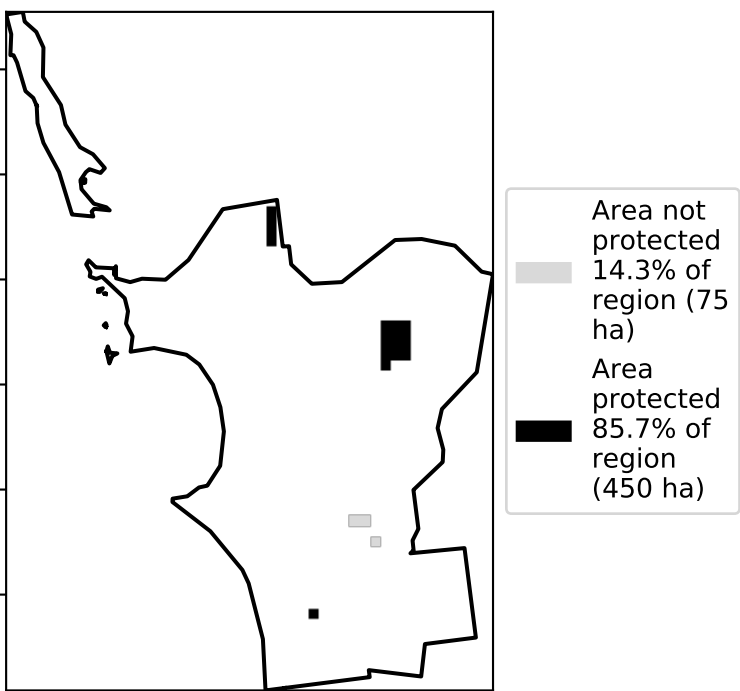 Area not
protected
14.3% of
region (75
ha)
Area
protected
85.7% of
region
(450 ha)